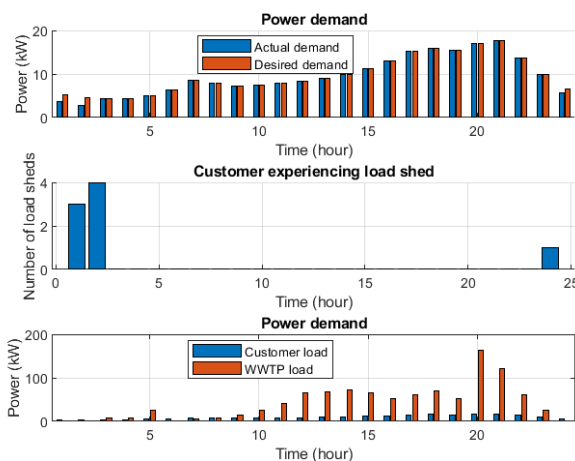 Power demand
Power (kW)
20
10
0
Actual demand
Desired demand
5
10
15
20
Time (hour)
Customer experiencing load shed
Number of load sheds
4
2
0
0
5
10
15
20
25
Time (hour)
Power demand
Power (kW)
200
100
0
Customer load
WWTP load
5
10
15
20
Time (hour)